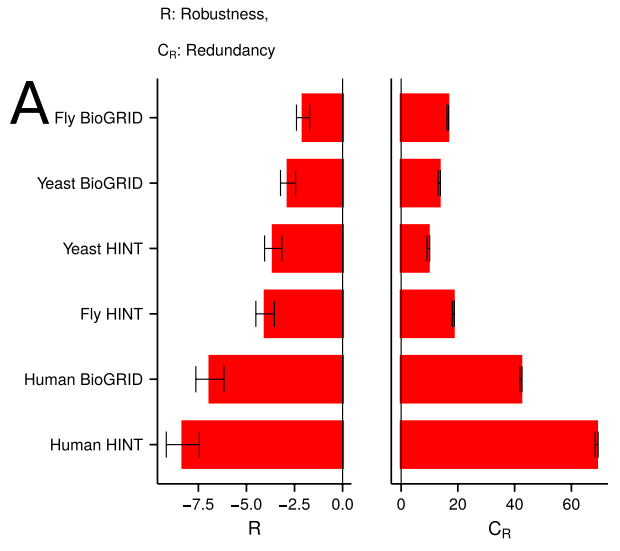 R: Robustness,
C_R: Redundancy
A
Fly BioGRID
Yeast BioGRID
Yeast HINT
Fly HINT
Human BioGRID
Human HINT
−7.5 −5.0 −2.5 0.0 0 20 40 60
R C_R